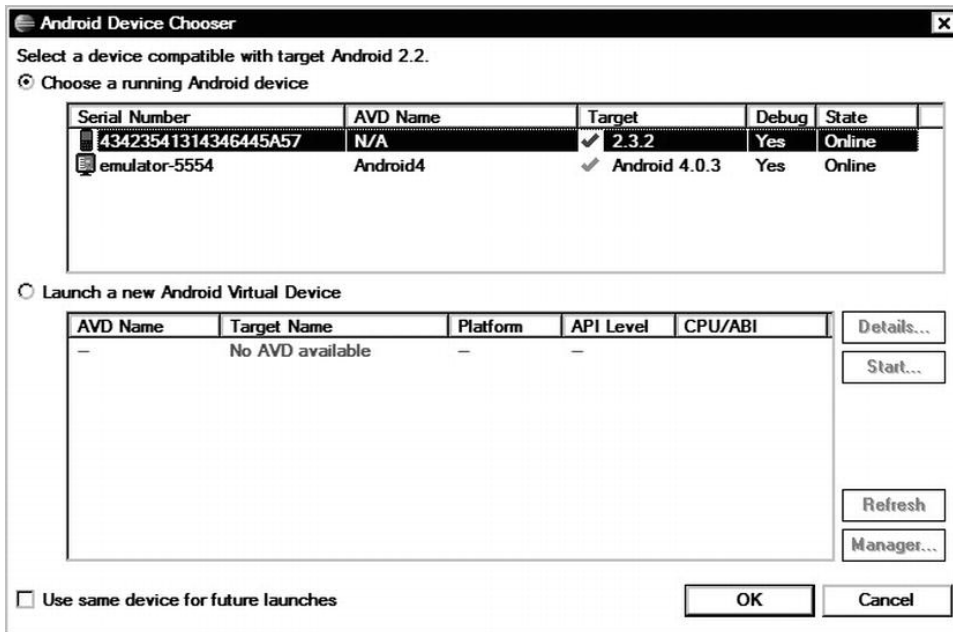 Android Device Chooser
Select a device compatible with target Android 2.2.
Choose a running Android device
Serial Number AVD Name Target Debug State
43423541314346445A57 N/A 2.3.2 Yes Online
emulator-5554 Android4 Android 4.0.3 Yes Online
Launch a new Android Virtual Device
AVD Name Target Name Platform API Level CPU/ABI
Details...
-- No AVD available -- --
Start...
Refresh
Manager...
Use same device for future launches
OK Cancel